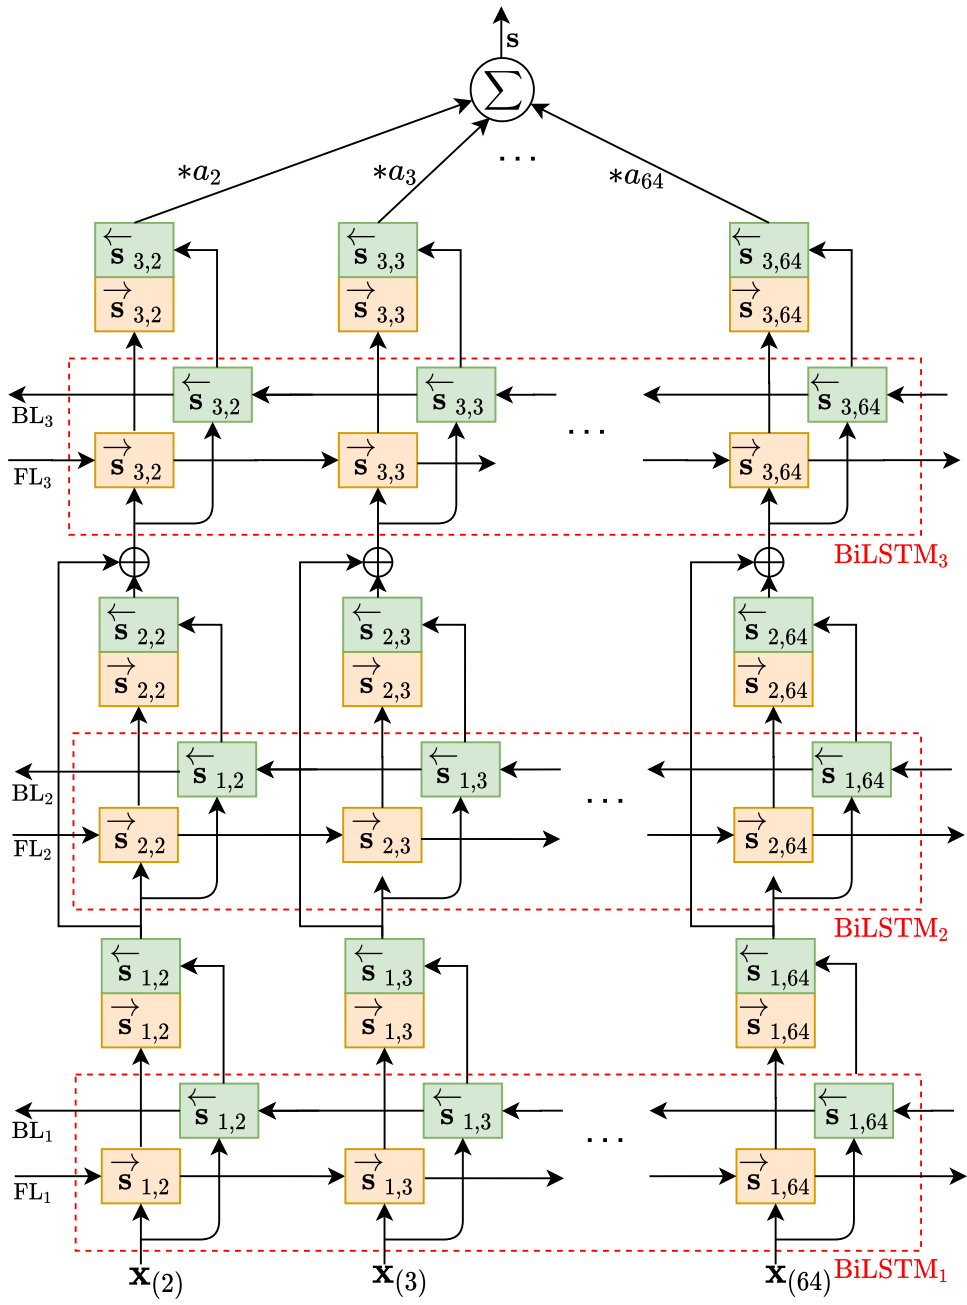 s
∑
*a₂ *a₃ ... *a₆₄
←s 3,2 ←s 3,3 ←s 3,64
→s 3,2 →s 3,3 →s 3,64
←s 3,2 ←s 3,3 ←s 3,64
BL₃ ...
→s 3,2 →s 3,3 →s 3,64
FL₃
BiLSTM₃
←s 2,2 ←s 2,3 ←s 2,64
→s 2,2 →s 2,3 →s 2,64
←s 1,2 ←s 1,3 ←s 1,64
BL₂ ...
→s 2,2 →s 2,3 →s 2,64
FL₂
BiLSTM₂
←s 1,2 ←s 1,3 ←s 1,64
→s 1,2 →s 1,3 →s 1,64
←s 1,2 ←s 1,3 ←s 1,64
BL₁ ...
→s 1,2 →s 1,3 →s 1,64
FL₁
x(2) x(3) x(64) BiLSTM₁